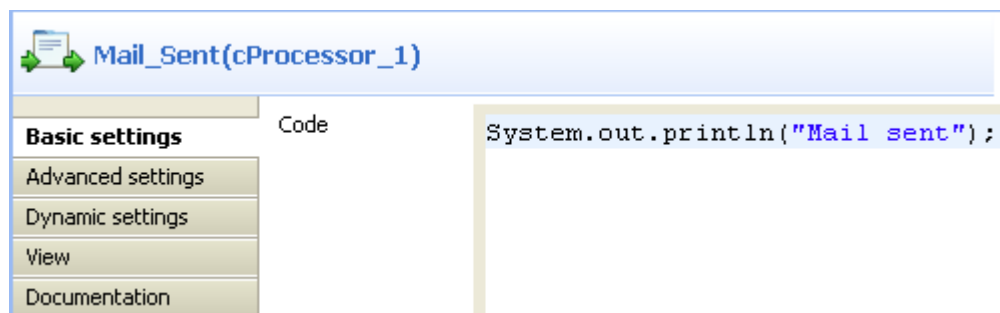 Mail_Sent(cProcessor_1)
Basic settings
Advanced settings
Dynamic settings
View
Documentation
Code
System.out.println("Mail sent");